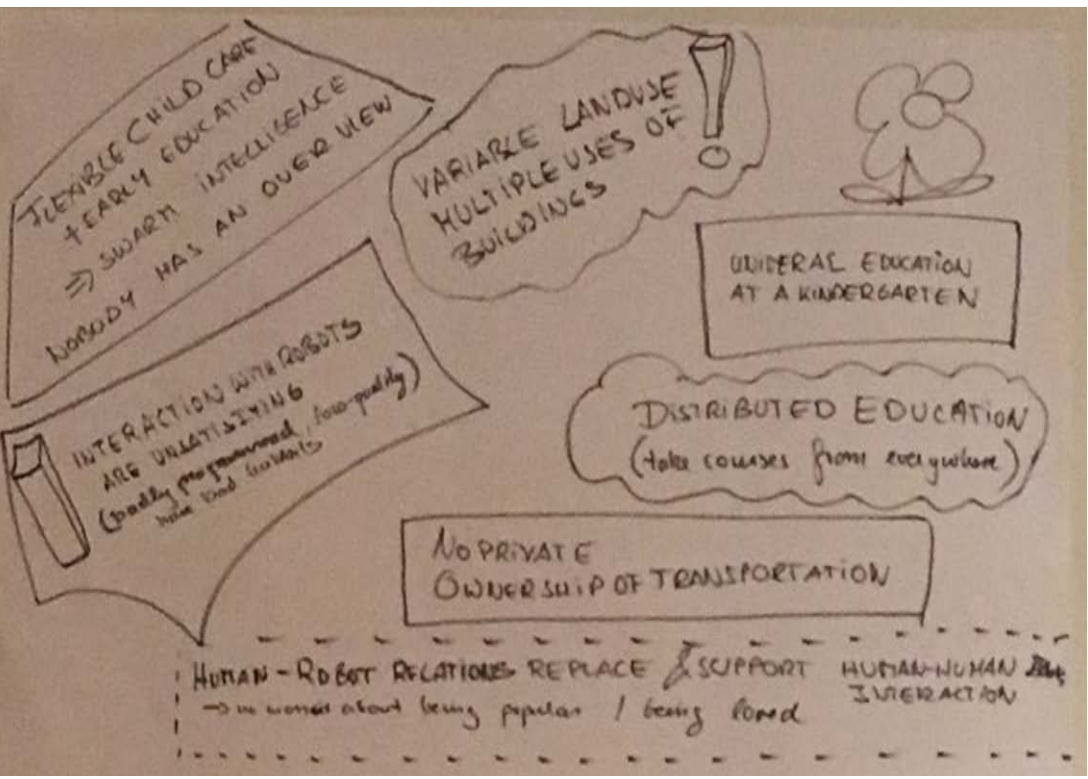 FLEXIBLE CHILD CARE
+ EARLY EDUCATION
⇒ SWARM INTELLIGENCE
NOBODY HAS AN OVERVIEW
VARIABLE LANDUSE
MULTIPLE USES OF
BUILDINGS
!
EDUCATION
AT A KINDERGARTEN
INTERACTION WITH ROBOTS
ARE UNSATISIYING
(badly programmed, low-quality)
DISTRIBUTED EDUCATION
(take courses from everywhere)
NO PRIVATE
OWNERSHIP OF TRANSPORTATION
HUMAN-ROBOT RELATIONS REPLACE & SUPPORT HUMAN-HUMAN
INTERACTION
→ no worries about being popular / being loved